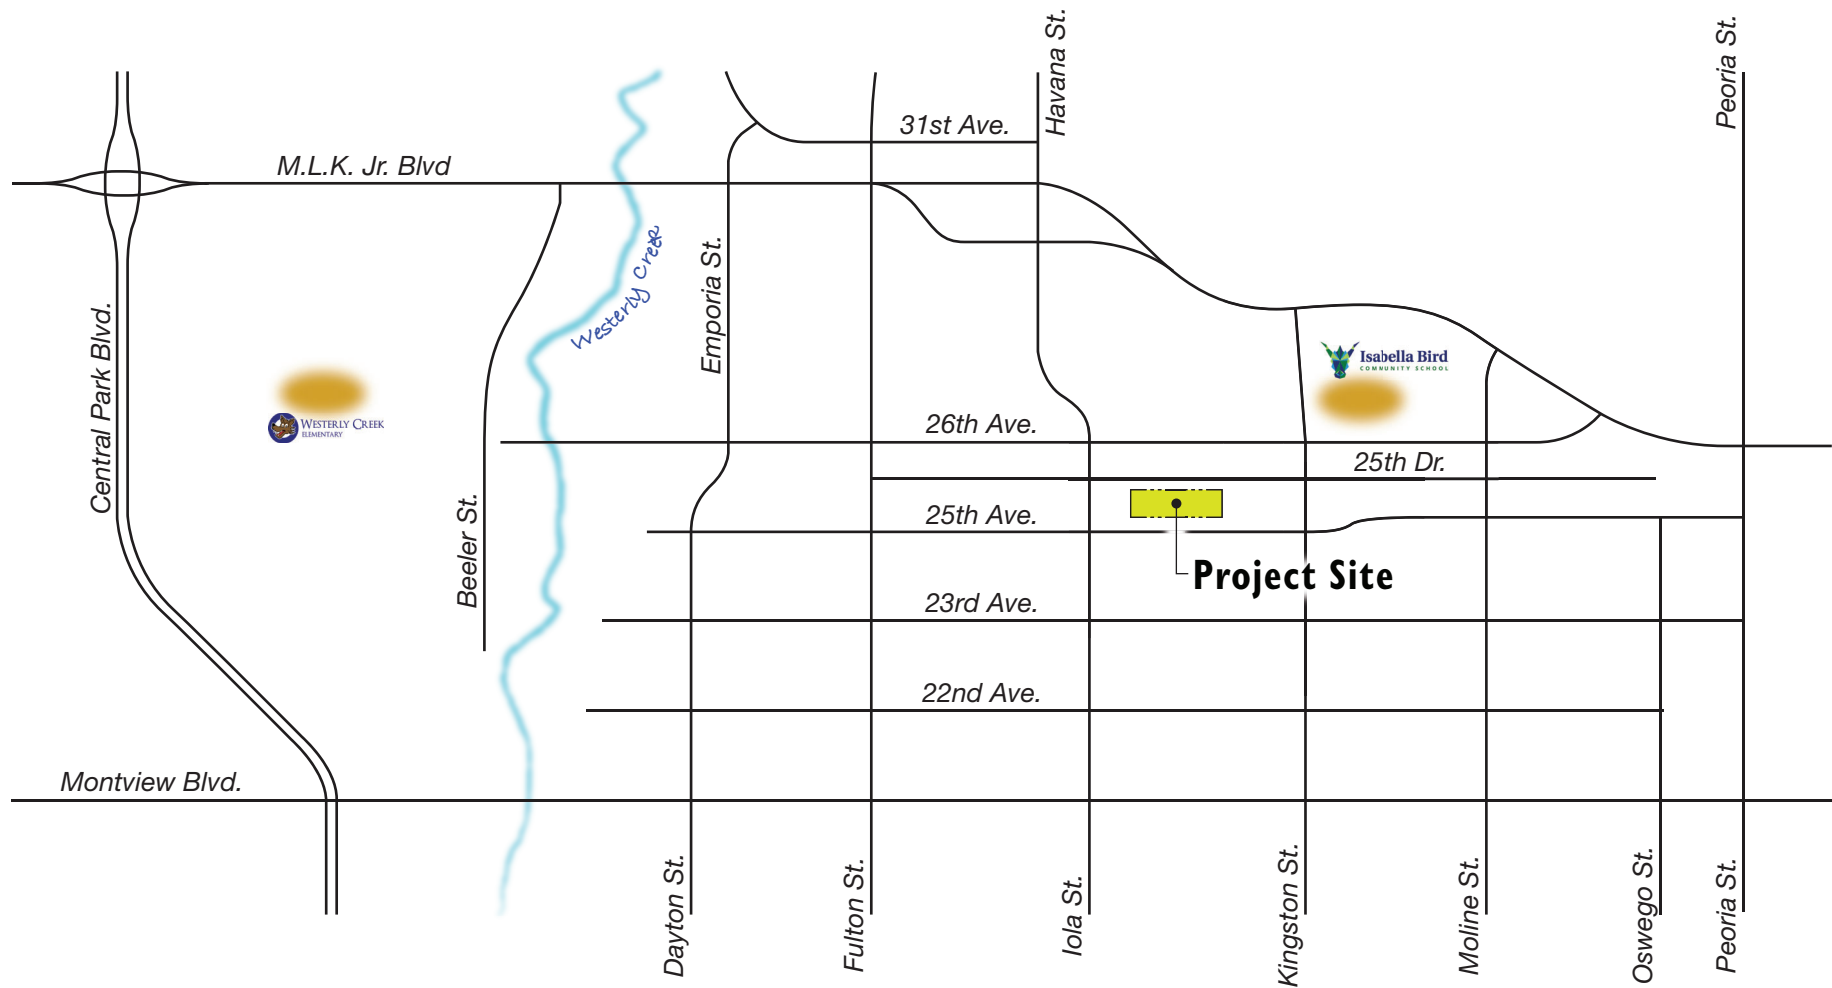 Havana St.
Peoria St.
31st Ave.
M.L.K. Jr. Blvd
Westerly Creek
Emporia St.
Central Park Blvd.
Isabella Bird
COMMUNITY SCHOOL
WESTERLY CREEK
ELEMENTARY
26th Ave.
25th Dr.
Beeler St.
25th Ave.
Project Site
23rd Ave.
22nd Ave.
Montview Blvd.
Dayton St.
Fulton St.
Iola St.
Kingston St.
Moline St.
Oswego St.
Peoria St.